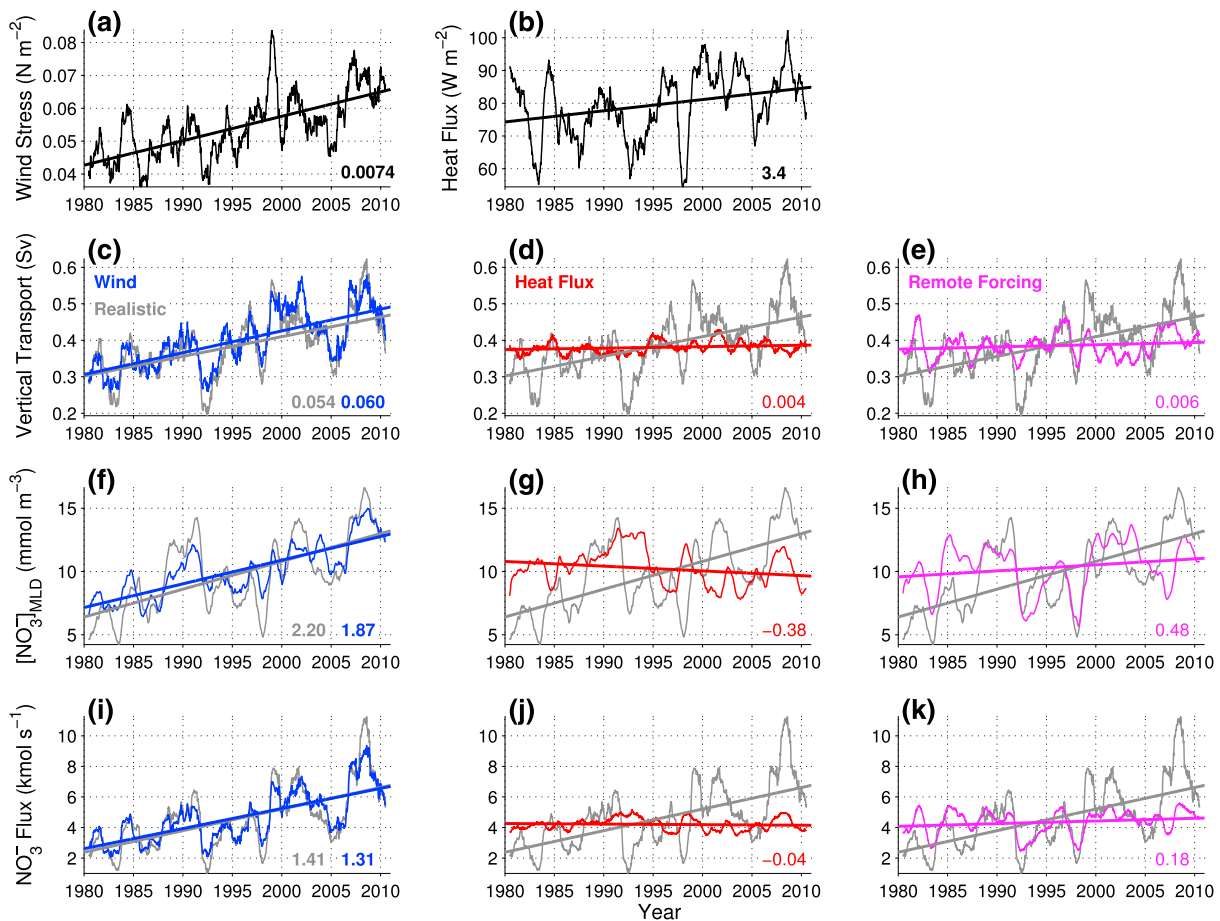 (a)
Wind Stress (N m−2)
0.08
0.07
0.06
0.05
0.04
0.0074
1980 1985 1990 1995 2000 2005 2010
(b)
Heat Flux (W m−2)
100
90
80
70
60
3.4
1980 1985 1990 1995 2000 2005 2010
(c)
Vertical Transport (Sv)
0.6
0.5
0.4
0.3
0.2
Wind
Realistic
0.054 0.060
1980 1985 1990 1995 2000 2005 2010
(d)
0.6
0.5
0.4
0.3
0.2
Heat Flux
0.004
1980 1985 1990 1995 2000 2005 2010
(e)
0.6
0.5
0.4
0.3
0.2
Remote Forcing
0.006
1980 1985 1990 1995 2000 2005 2010
(f)
[NO3−]MLD (mmol m−3)
15
10
5
2.20 1.87
1980 1985 1990 1995 2000 2005 2010
(g)
15
10
5
−0.38
1980 1985 1990 1995 2000 2005 2010
(h)
15
10
5
0.48
1980 1985 1990 1995 2000 2005 2010
(i)
NO3− Flux (kmol s−1)
10
8
6
4
2
1.41 1.31
1980 1985 1990 1995 2000 2005 2010
(j)
10
8
6
4
2
−0.04
1980 1985 1990 1995 2000 2005 2010
Year
(k)
10
8
6
4
2
0.18
1980 1985 1990 1995 2000 2005 2010